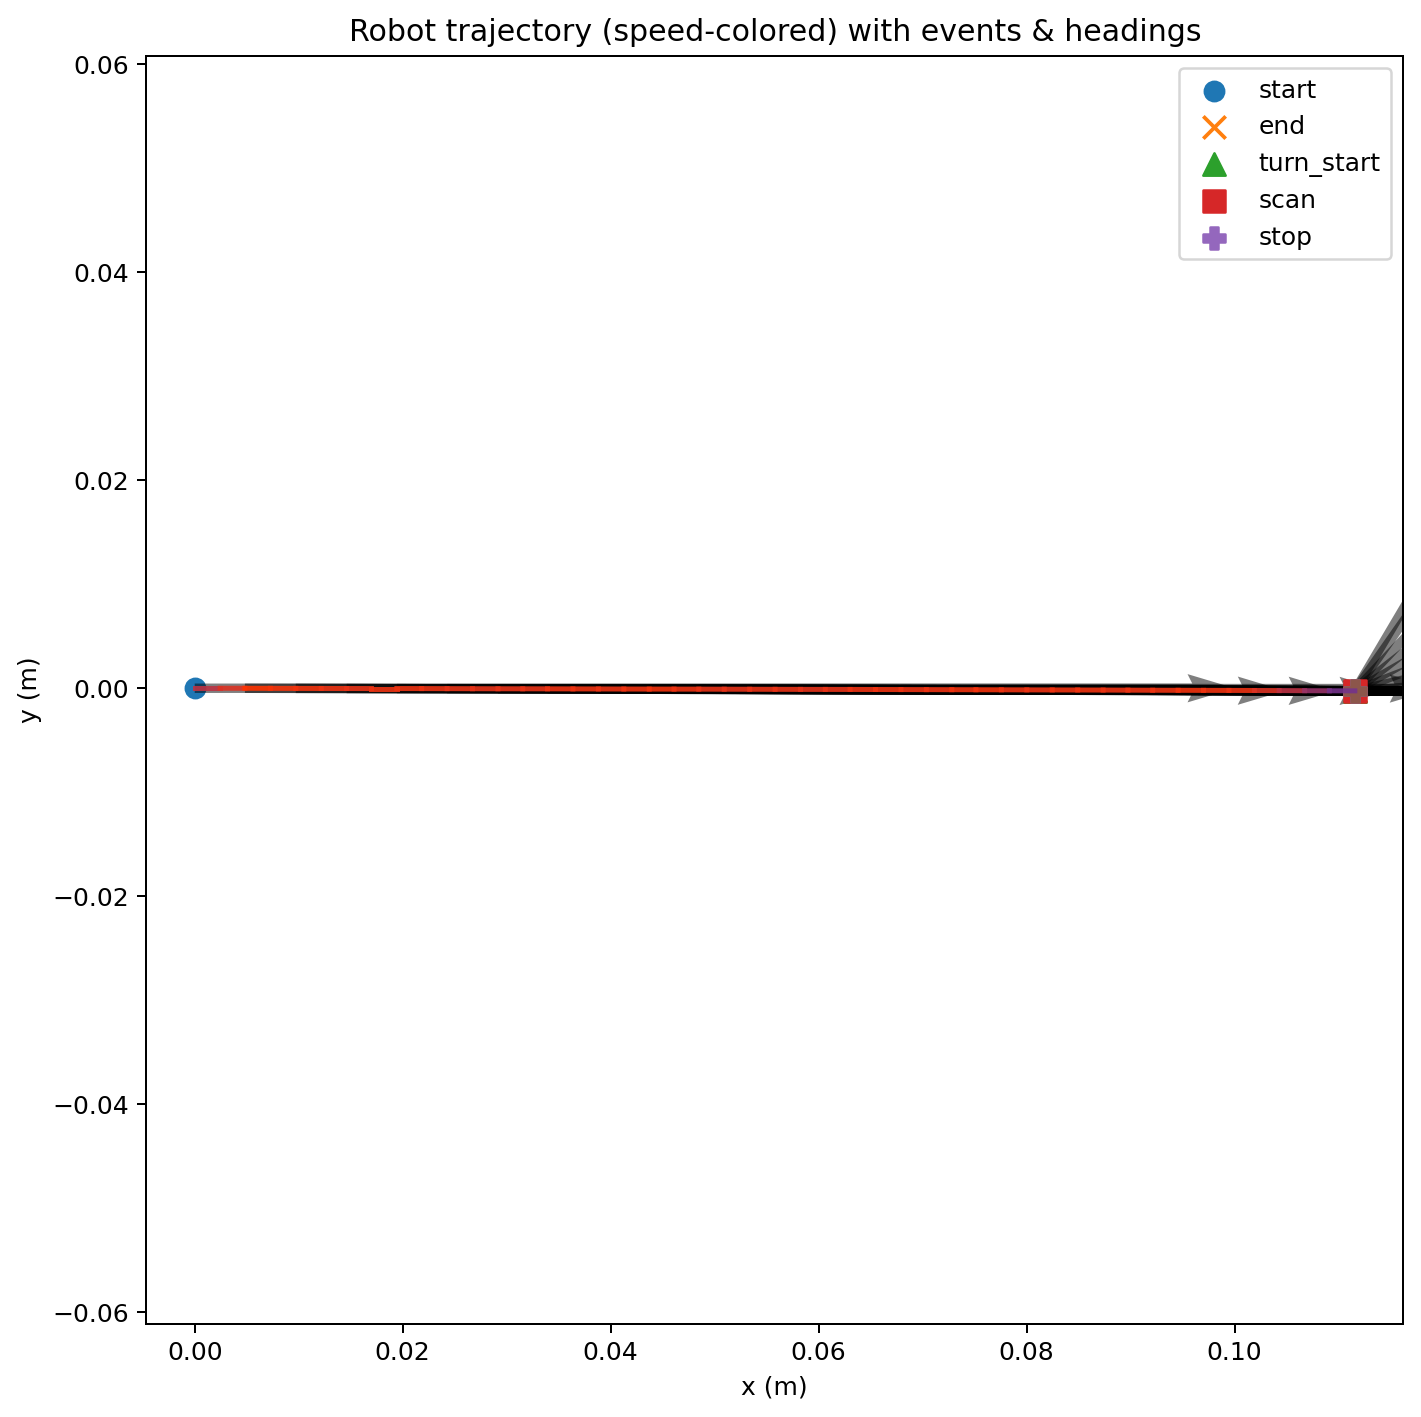 Robot trajectory (speed-colored) with events & headings
0.06
0.04
0.02
0.00
−0.02
−0.04
−0.06
y (m)
start
end
turn_start
scan
stop
0.00 0.02 0.04 0.06 0.08 0.10
x (m)